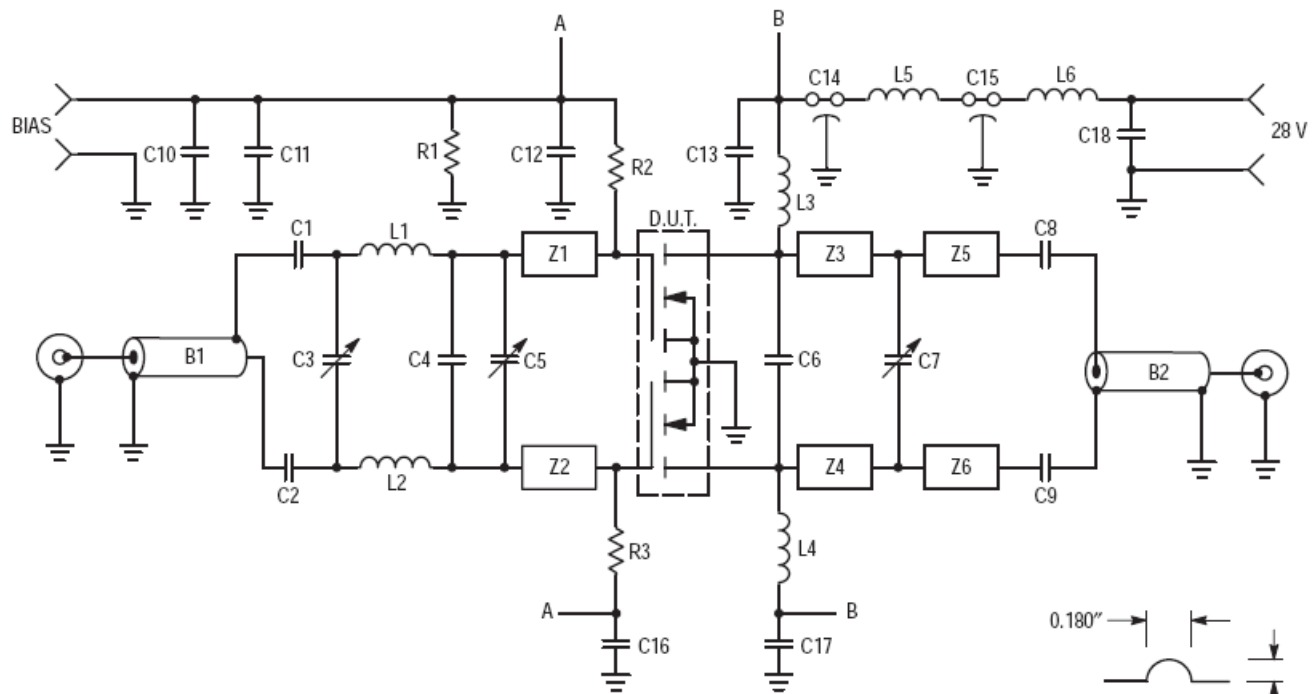 A
B
C14
L5
C15
L6
BIAS
C10
C11
R1
C12
R2
C13
C18
28 V
L3
D.U.T.
C1
L1
Z1
Z3
Z5
C8
B1
C3
C4
C5
C6
C7
B2
C2
L2
Z2
Z4
Z6
C9
R3
L4
A
B
C16
C17
0.180″